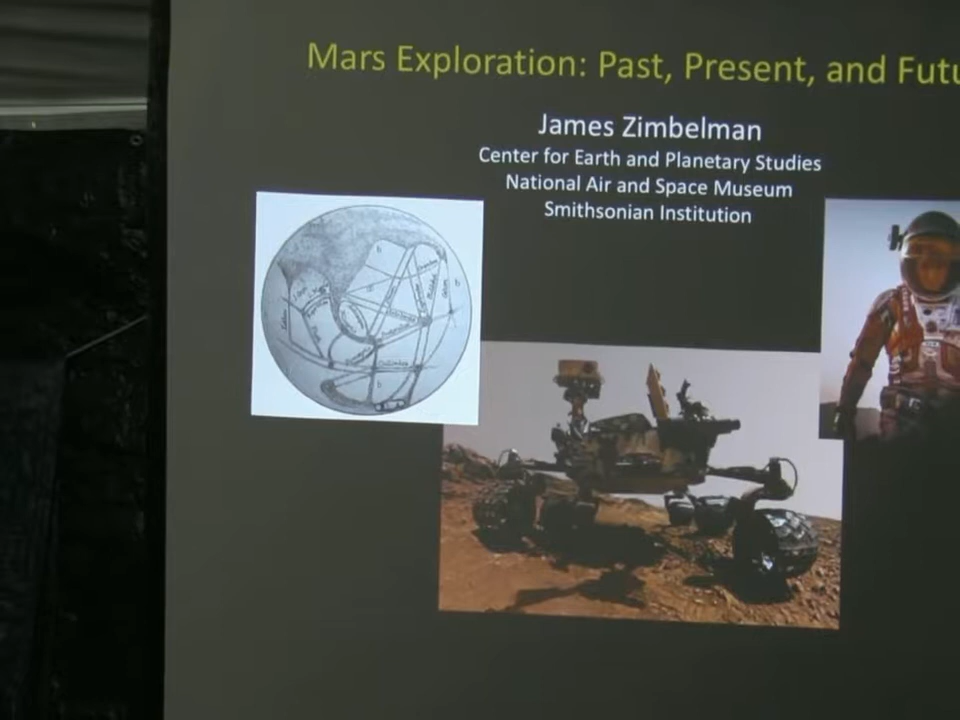 Mars Exploration: Past, Present, and Futu
James Zimbelman
Center for Earth and Planetary Studies
National Air and Space Museum
Smithsonian Institution
b
b
b